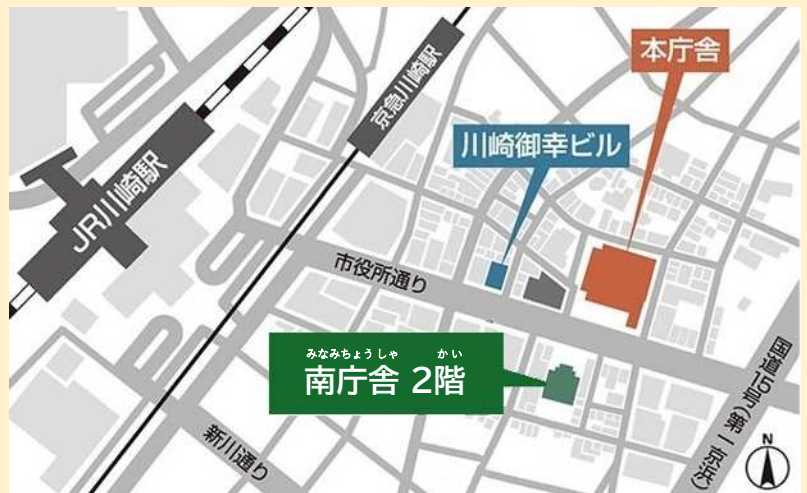 本庁舎
京急川崎駅
川崎御幸ビル
JR川崎駅
市役所通り
みなみちょうしゃ かい
南庁舎 2階
国道15号(第一京浜)
新川通り
N